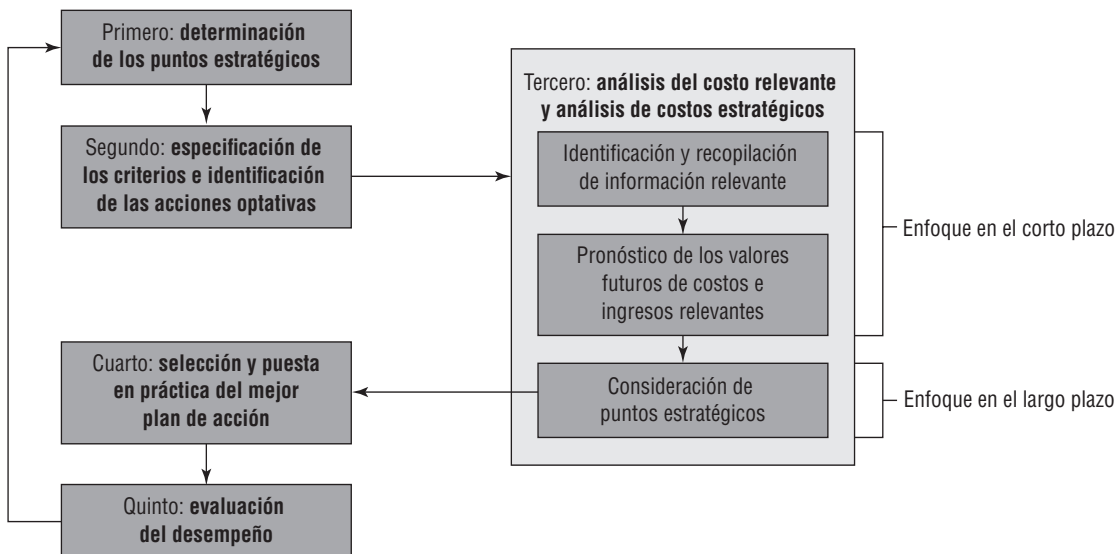 Primero: determinación
de los puntos estratégicos
Segundo: especificación de
los criterios e identificación
de las acciones optativas
Tercero: análisis del costo relevante
y análisis de costos estratégicos
Identificación y recopilación
de información relevante
Pronóstico de los valores
futuros de costos e
ingresos relevantes
Enfoque en el corto plazo
Consideración de
puntos estratégicos
Enfoque en el largo plazo
Cuarto: selección y puesta
en práctica del mejor
plan de acción
Quinto: evaluación
del desempeño